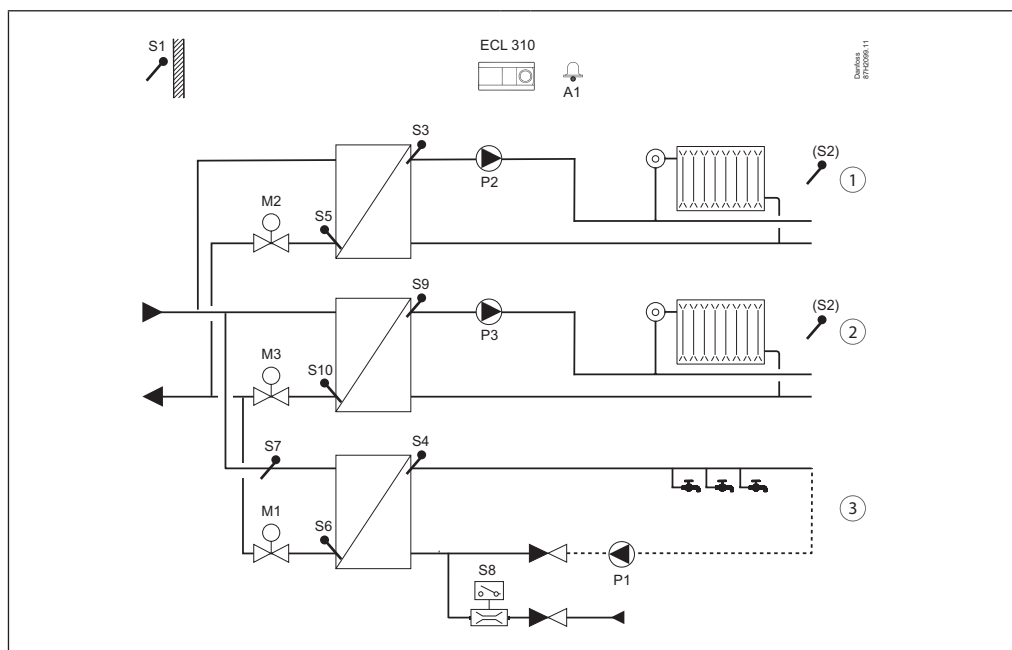 S1
ECL 310
A1
Danfoss
87H2099.11
S3
P2
(S2)
1
M2
S5
S9
P3
(S2)
2
M3
S10
S7
S4
3
M1
S6
S8
P1